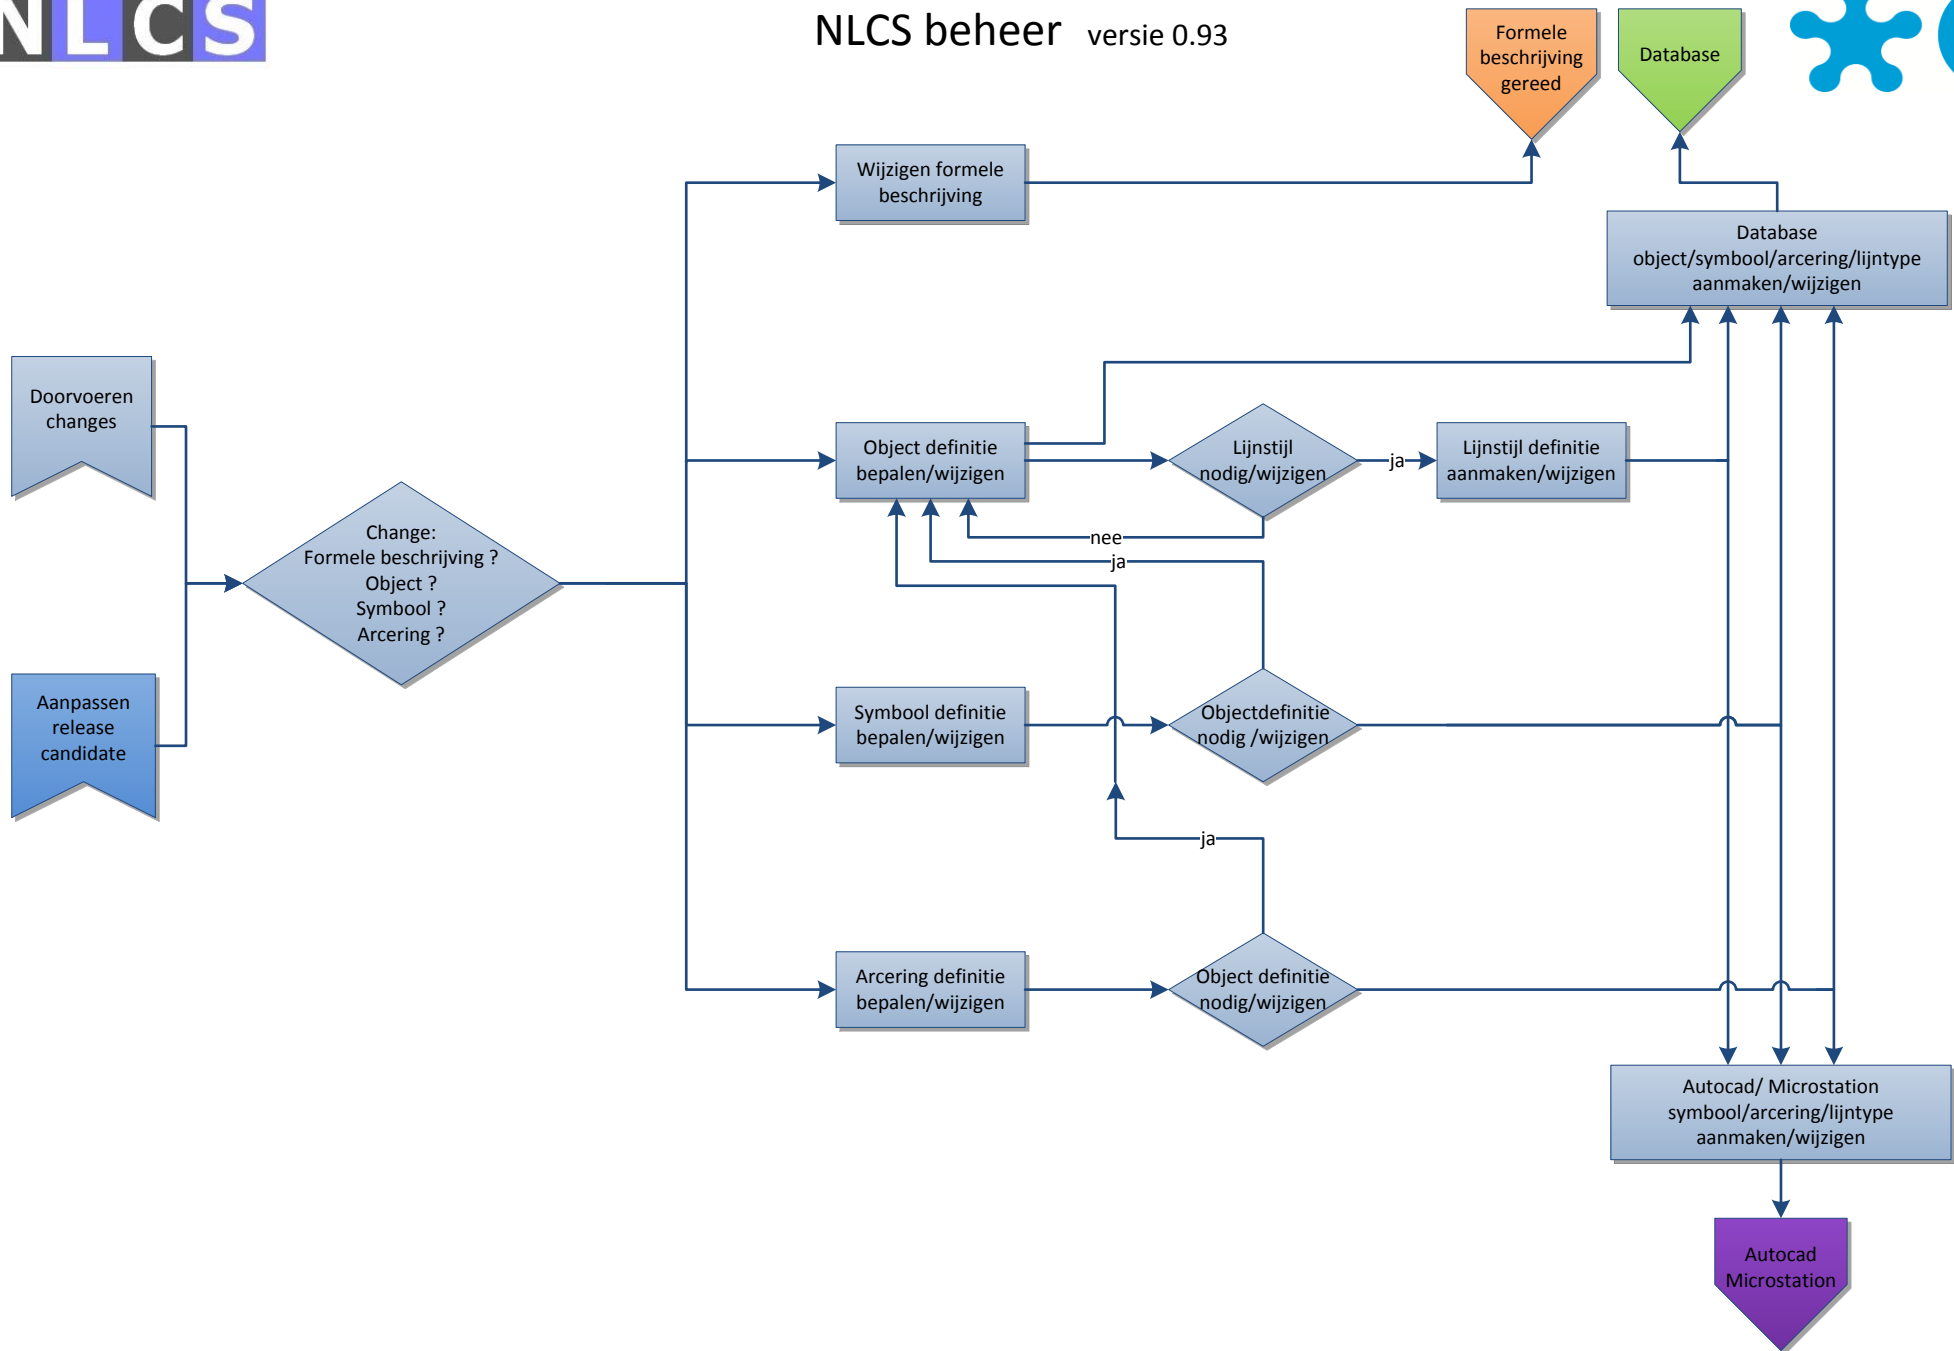 NLCS
NLCS beheer versie 0.93
Formele
beschrijving
gereed
Database
Wijzigen formele
beschrijving
Database
object/symbool/arcering/lijntype
aanmaken/wijzigen
Doorvoeren
changes
Object definitie
bepalen/wijzigen
Lijnstijl
nodig/wijzigen
ja
Lijnstijl definitie
aanmaken/wijzigen
nee
ja
Change:
Formele beschrijving ?
Object ?
Symbool ?
Arcering ?
Aanpassen
release
candidate
Symbool definitie
bepalen/wijzigen
Objectdefinitie
nodig /wijzigen
ja
Arcering definitie
bepalen/wijzigen
Object definitie
nodig/wijzigen
Autocad/ Microstation
symbool/arcering/lijntype
aanmaken/wijzigen
Autocad
Microstation